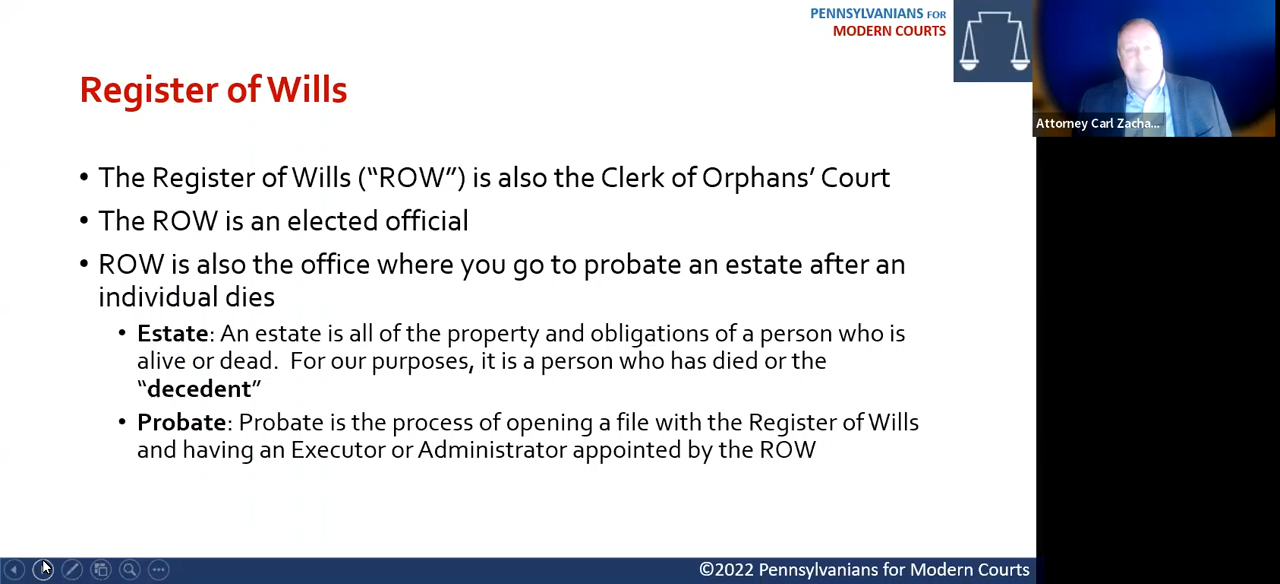 PENNSYLVANIANS FOR
MODERN COURTS
Attorney Carl Zacha...
Register of Wills
• The Register of Wills (“ROW”) is also the Clerk of Orphans’ Court
• The ROW is an elected official
• ROW is also the office where you go to probate an estate after an
individual dies
• Estate: An estate is all of the property and obligations of a person who is
alive or dead.  For our purposes, it is a person who has died or the
“decedent”
• Probate: Probate is the process of opening a file with the Register of Wills
and having an Executor or Administrator appointed by the ROW
©2022 Pennsylvanians for Modern Courts